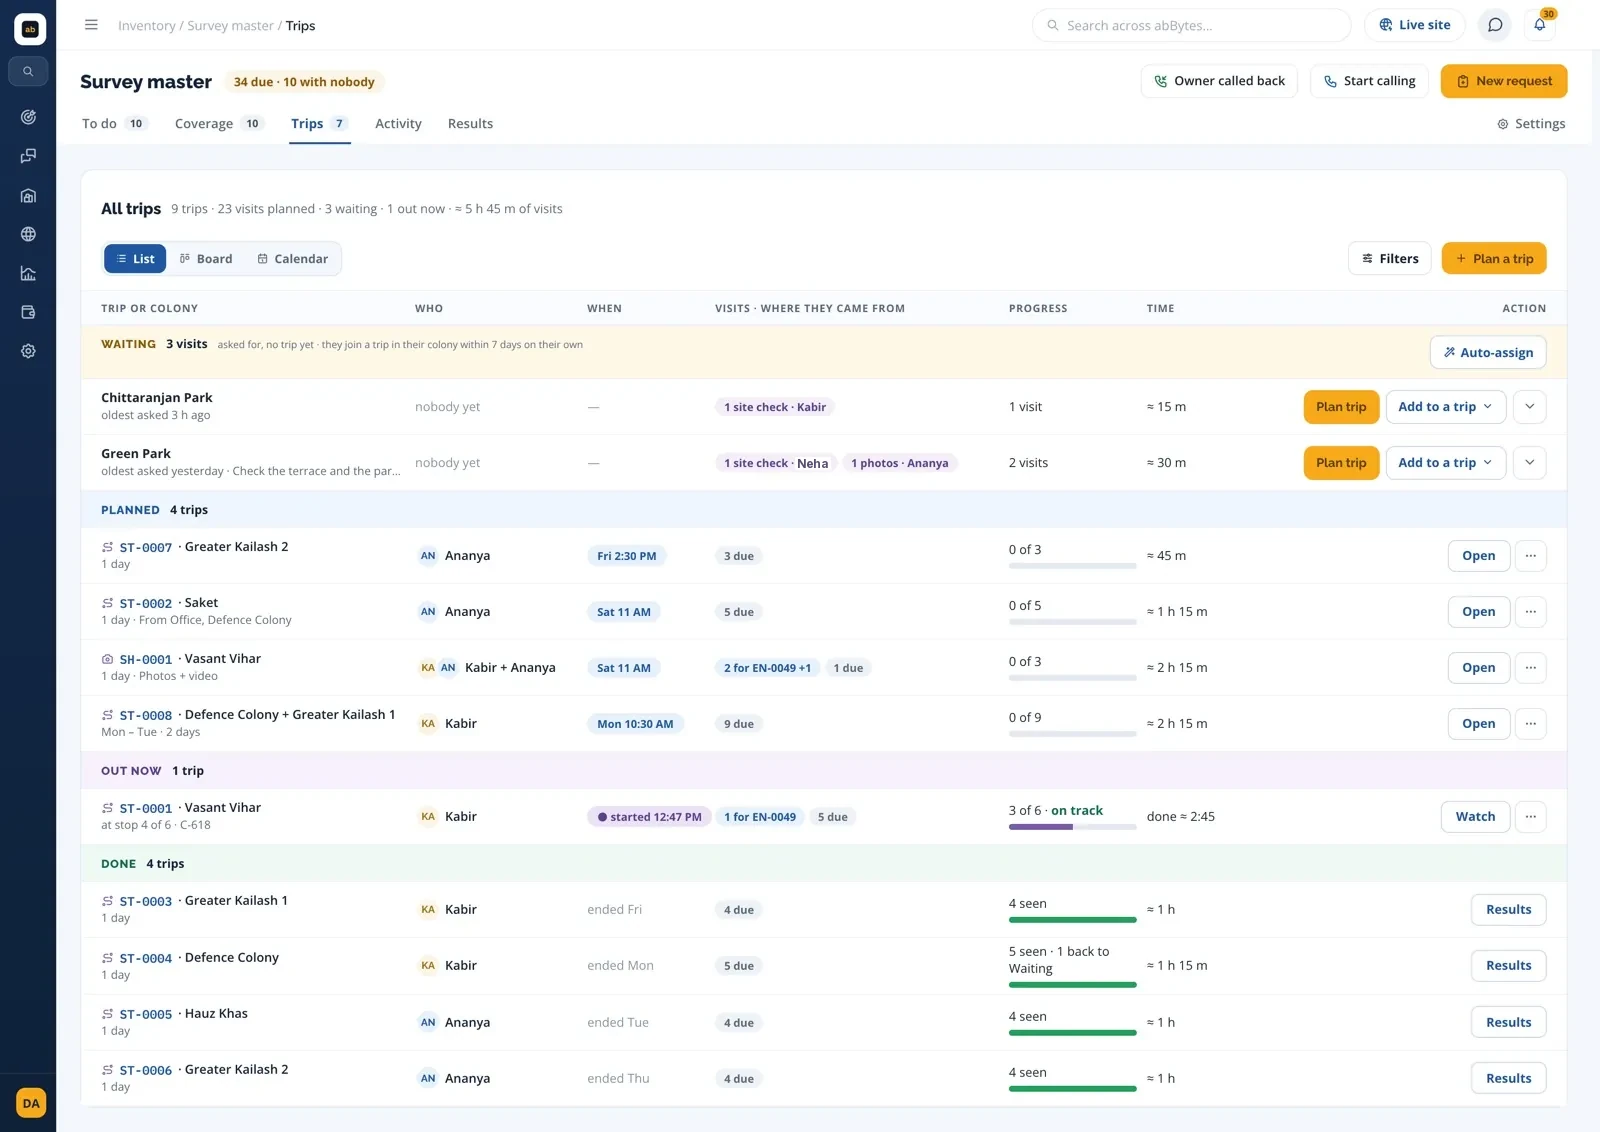 ab
Inventory / Survey master / Trips
Search across abBytes...
Live site
30
Survey master
34 due · 10 with nobody
Owner called back
Start calling
New request
To do 10
Coverage 10
Trips 7
Activity
Results
Settings
All trips
9 trips · 23 visits planned · 3 waiting · 1 out now · ≈ 5 h 45 m of visits
List
Board
Calendar
Filters
+ Plan a trip
TRIP OR COLONY WHO WHEN VISITS · WHERE THEY CAME FROM PROGRESS TIME ACTION
WAITING 3 visits asked for, no trip yet · they join a trip in their colony within 7 days on their own
Auto-assign
Chittaranjan Park
oldest asked 3 h ago
nobody yet — 1 site check · Kabir 1 visit ≈ 15 m Plan trip Add to a trip
Green Park
oldest asked yesterday · Check the terrace and the par...
nobody yet — 1 site check · Neha 1 photos · Ananya 2 visits ≈ 30 m Plan trip Add to a trip
PLANNED 4 trips
ST-0007 · Greater Kailash 2
1 day
AN Ananya Fri 2:30 PM 3 due 0 of 3 ≈ 45 m Open ...
ST-0002 · Saket
1 day · From Office, Defence Colony
AN Ananya Sat 11 AM 5 due 0 of 5 ≈ 1 h 15 m Open ...
SH-0001 · Vasant Vihar
1 day · Photos + video
KA AN Kabir + Ananya Sat 11 AM 2 for EN-0049 +1 1 due 0 of 3 ≈ 2 h 15 m Open ...
ST-0008 · Defence Colony + Greater Kailash 1
Mon – Tue · 2 days
KA Kabir Mon 10:30 AM 9 due 0 of 9 ≈ 2 h 15 m Open ...
OUT NOW 1 trip
ST-0001 · Vasant Vihar
at stop 4 of 6 · C-618
KA Kabir started 12:47 PM 1 for EN-0049 5 due 3 of 6 · on track done ≈ 2:45 Watch ...
DONE 4 trips
ST-0003 · Greater Kailash 1
1 day
KA Kabir ended Fri 4 due 4 seen ≈ 1 h Results
ST-0004 · Defence Colony
1 day
KA Kabir ended Mon 5 due 5 seen · 1 back to
Waiting
≈ 1 h 15 m Results
ST-0005 · Hauz Khas
1 day
AN Ananya ended Tue 4 due 4 seen ≈ 1 h Results
ST-0006 · Greater Kailash 2
1 day
AN Ananya ended Thu 4 due 4 seen ≈ 1 h Results
DA